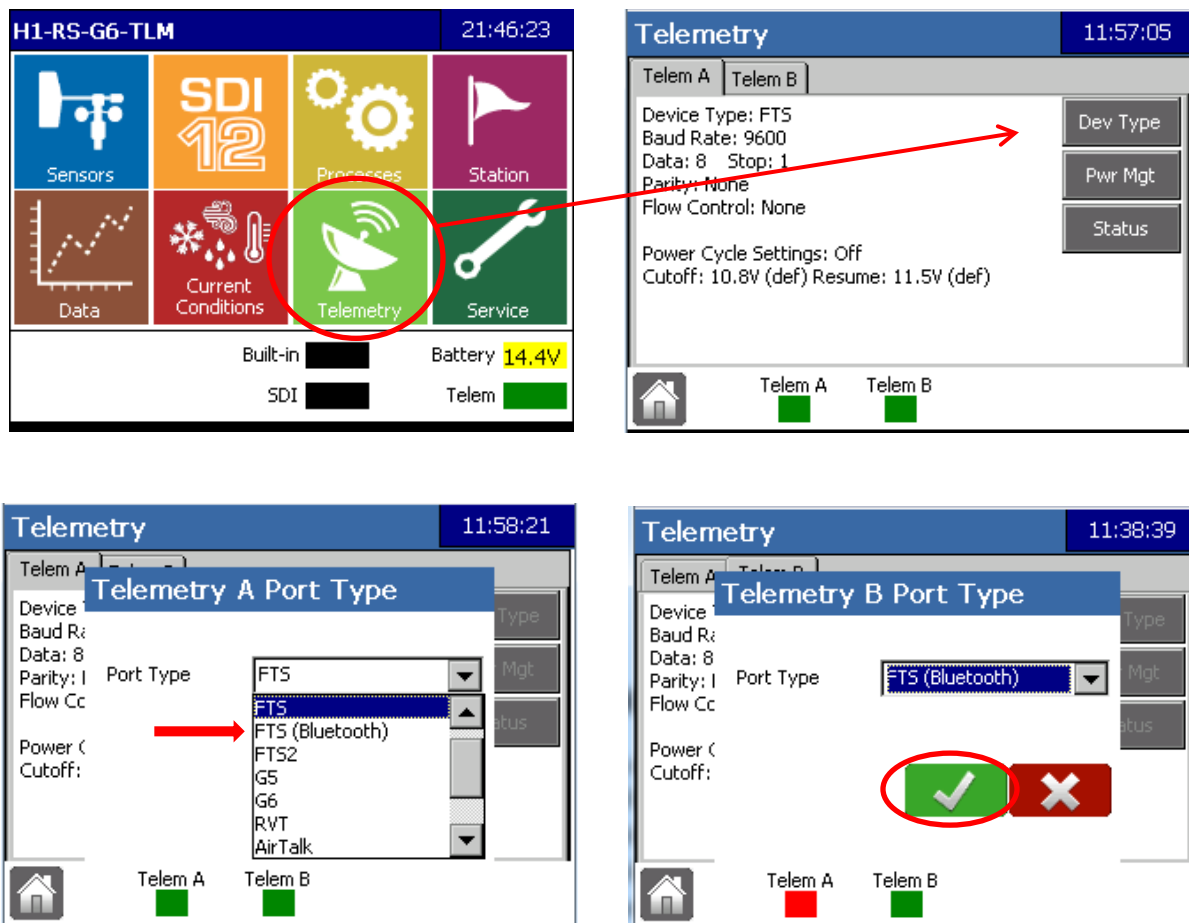 H1-RS-G6-TLM 21:46:23
SDI
12
Sensors Processes Station
Current
Conditions
Data Telemetry Service
Built-in Battery 14.4V
SDI Telem
Telemetry 11:57:05
Telem A Telem B
Device Type: FTS
Baud Rate: 9600
Data: 8 Stop: 1
Parity: None
Flow Control: None
Power Cycle Settings: Off
Cutoff: 10.8V (def) Resume: 11.5V (def)
Dev Type
Pwr Mgt
Status
Telem A Telem B
Telemetry 11:58:21
Telem A
Telemetry A Port Type
Device
Baud
Data: 8
Parity:
Flow
Power
Cutoff:
Port Type FTS
FTS
FTS (Bluetooth)
FTS2
G5
G6
RVT
AirTalk
Type
Mgt
Telem A Telem B
Telemetry 11:38:39
Telem A Telem B
Telemetry B Port Type
Device
Baud
Data: 8
Parity:
Flow
Power
Cutoff:
Port Type FTS (Bluetooth)
Type
Mgt
Telem A Telem B